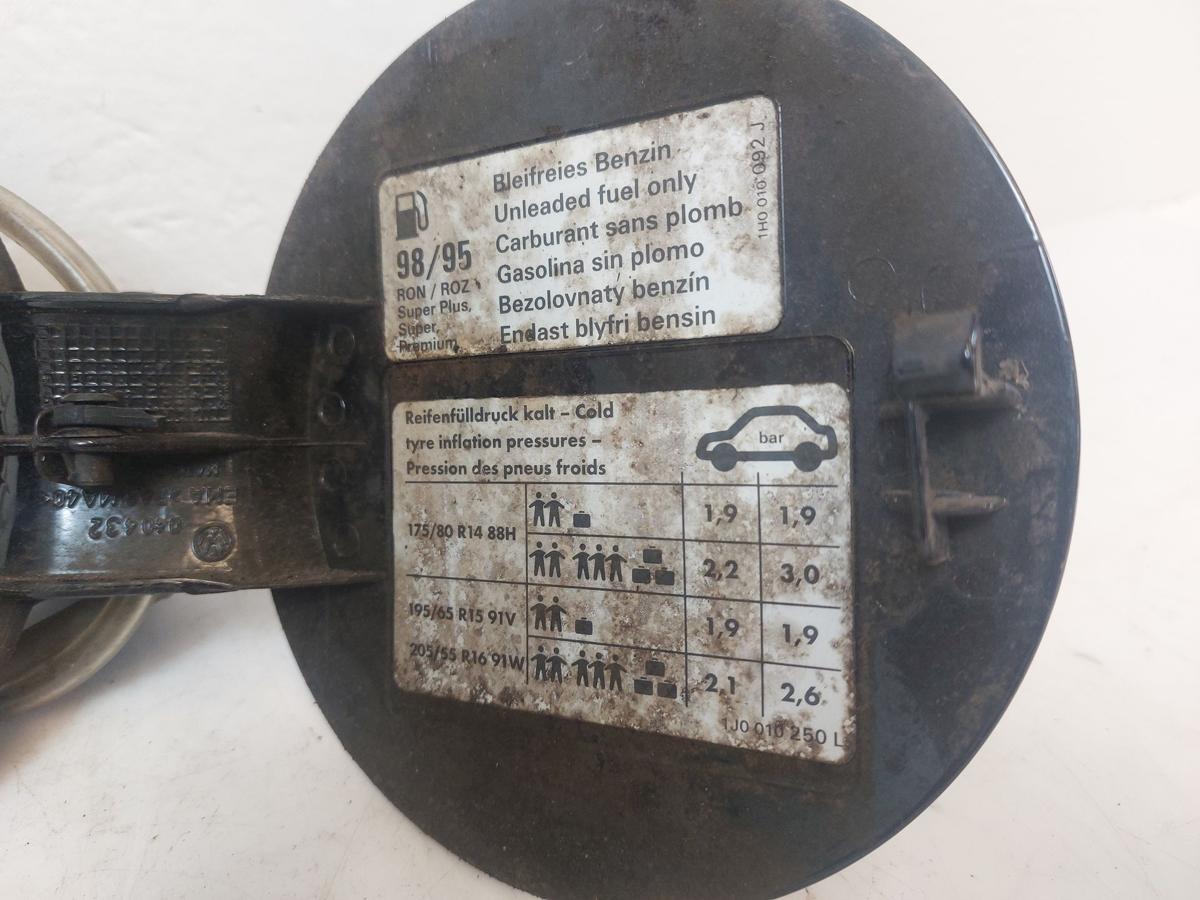 Bleifreies Benzin
Unleaded fuel only
Carburant sans plomb
Gasolina sin plomo
Bezolovnatý benzín
Endast blyfri bensin
98/95
RON / ROZ
Super Plus,
Super,
Premium
1H0 010 092 J
Reifenfülldruck kalt – Cold
tyre inflation pressures –
Pression des pneus froids
bar
175/80 R14 88H
1,9 1,9
2,2 3,0
195/65 R15 91V
1,9 1,9
205/55 R16 91W
2,1 2,6
1J0 010 250 L
060432